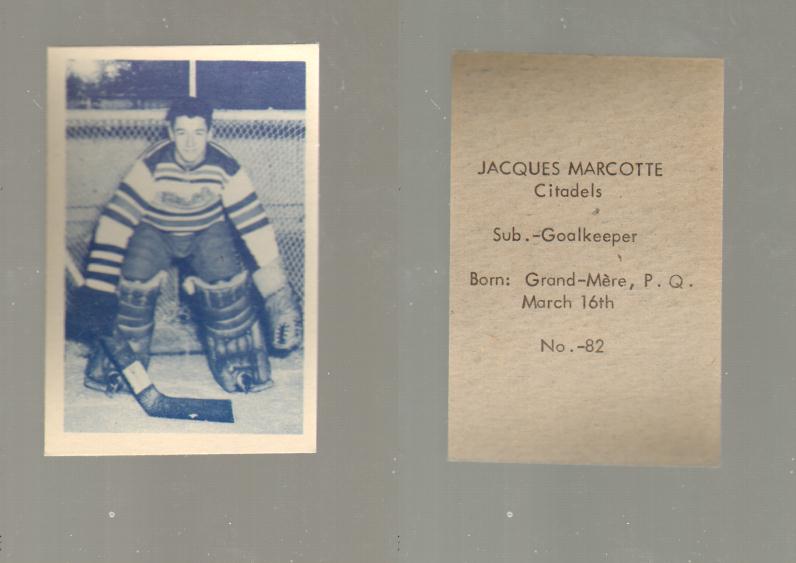 JACQUES MARCOTTE
Citadels
Sub.-Goalkeeper
Born: Grand-Mère, P. Q.
March 16th
No.-82